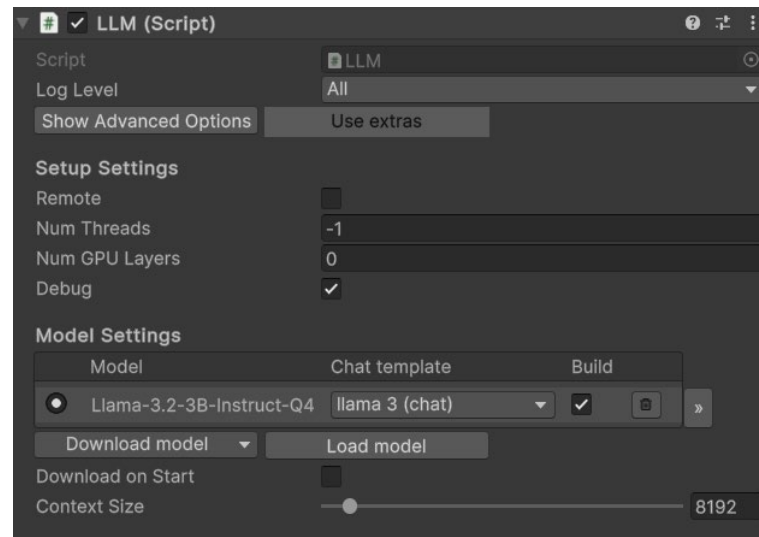 # LLM (Script)
Script # LLM
Log Level All
Show Advanced Options Use extras
Setup Settings
Remote
Num Threads -1
Num GPU Layers 0
Debug
Model Settings
Model Chat template Build
Llama-3.2-3B-Instruct-Q4 llama 3 (chat) »
Download model Load model
Download on Start
Context Size 8192